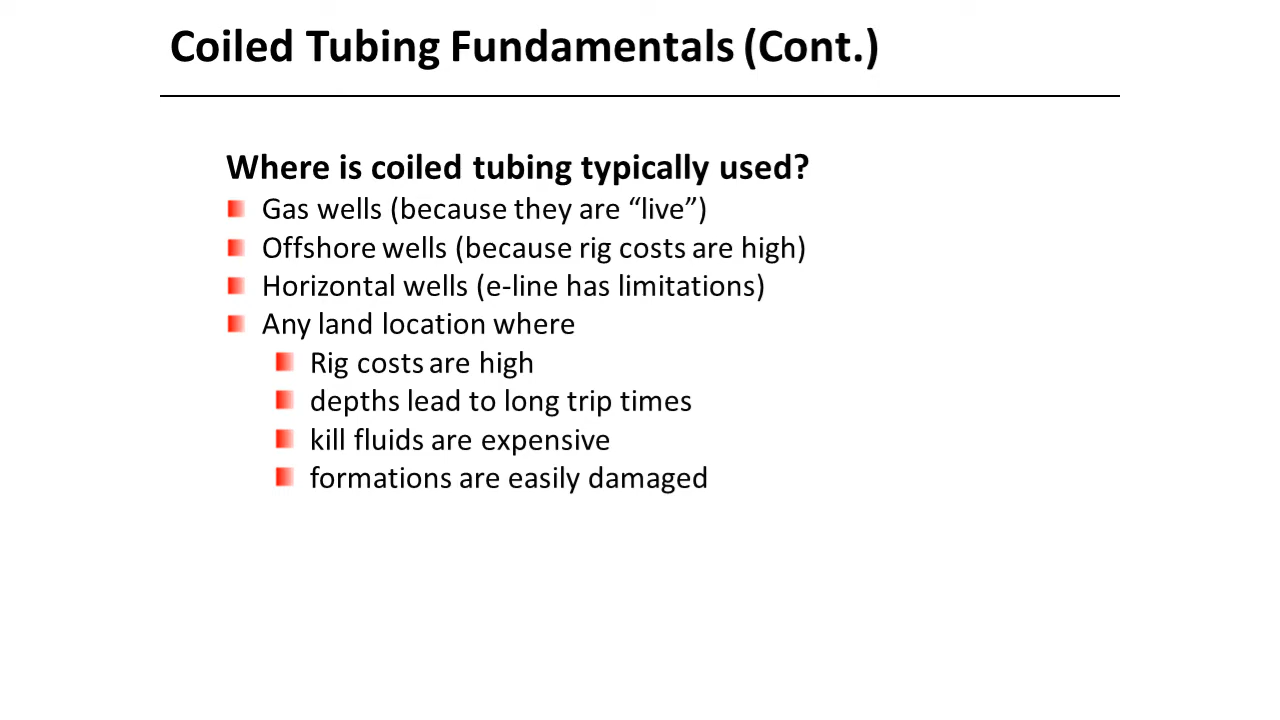 Coiled Tubing Fundamentals (Cont.)
Where is coiled tubing typically used?
Gas wells (because they are “live”)
Offshore wells (because rig costs are high)
Horizontal wells (e-line has limitations)
Any land location where
Rig costs are high
depths lead to long trip times
kill fluids are expensive
formations are easily damaged